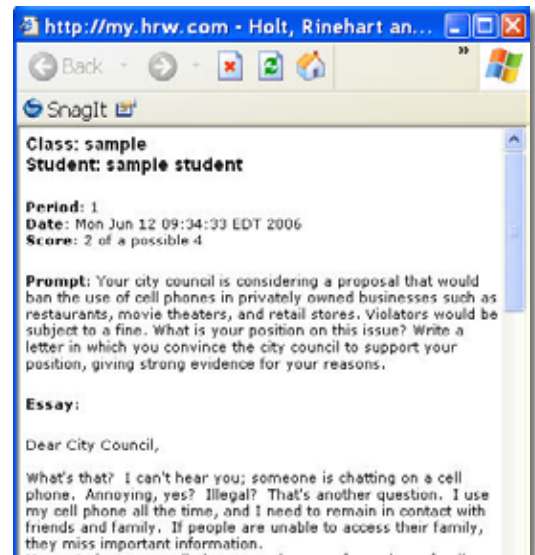 http://my.hrw.com - Holt, Rinehart an...
Back
SnagIt
Class: sample
Student: sample student
Period: 1
Date: Mon Jun 12 09:34:33 EDT 2006
Score: 2 of a possible 4
Prompt: Your city council is considering a proposal that would
ban the use of cell phones in privately owned businesses such as
restaurants, movie theaters, and retail stores. Violators would be
subject to a fine. What is your position on this issue? Write a
letter in which you convince the city council to support your
position, giving strong evidence for your reasons.
Essay:
Dear City Council,
What's that? I can't hear you; someone is chatting on a cell
phone. Annoying, yes? Illegal? That's another question. I use
my cell phone all the time, and I need to remain in contact with
friends and family. If people are unable to access their family,
they miss important information.